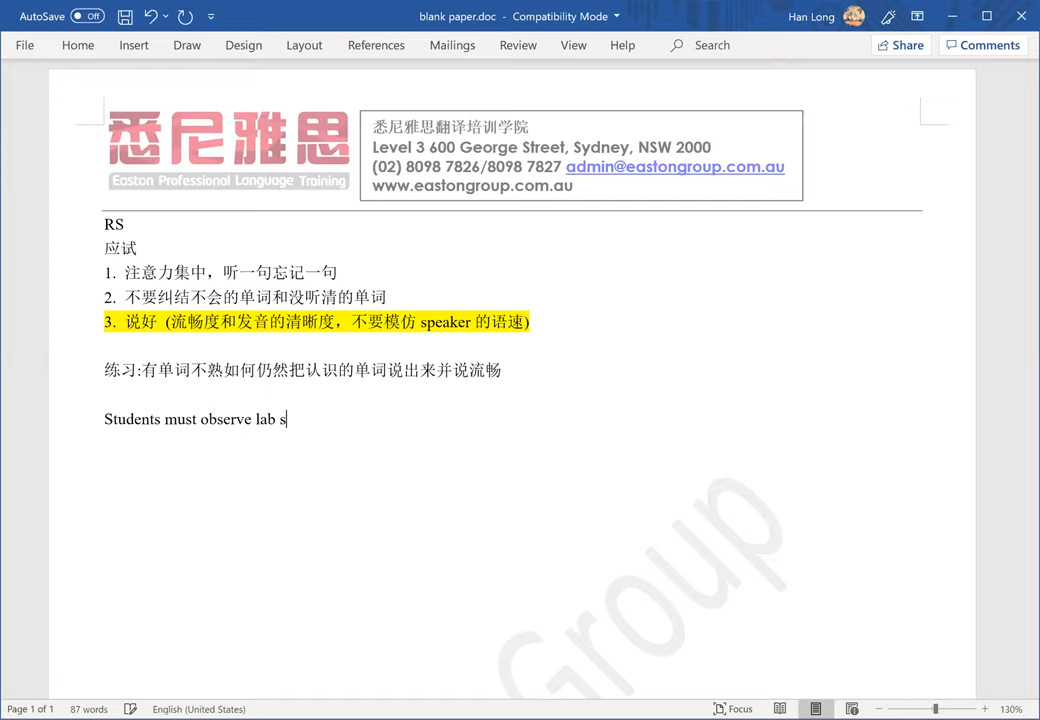 AutoSave Off blank paper.doc - Compatibility Mode Han Long
File Home Insert Draw Design Layout References Mailings Review View Help Search Share Comments
悉尼雅思
Easton Professional Language Training
悉尼雅思翻译培训学院
Level 3 600 George Street, Sydney, NSW 2000
(02) 8098 7826/8098 7827 admin@eastongroup.com.au
www.eastongroup.com.au
RS
应试
1. 注意力集中，听一句忘记一句
2. 不要纠结不会的单词和没听清的单词
3. 说好 (流畅度和发音的清晰度，不要模仿 speaker 的语速)
练习:有单词不熟如何仍然把认识的单词说出来并说流畅
Students must observe lab s
Group
Page 1 of 1 87 words English (United States) Focus 130%